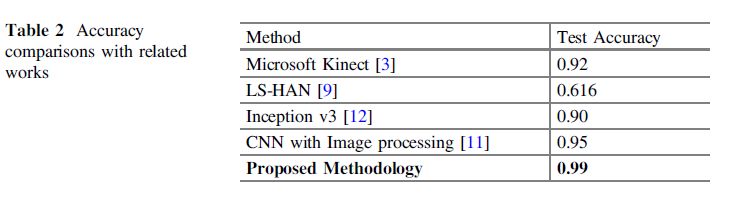 Table 2 Accuracy
comparisons with related
works
Method Test Accuracy
Microsoft Kinect [3] 0.92
LS-HAN [9] 0.616
Inception v3 [12] 0.90
CNN with Image processing [11] 0.95
Proposed Methodology 0.99